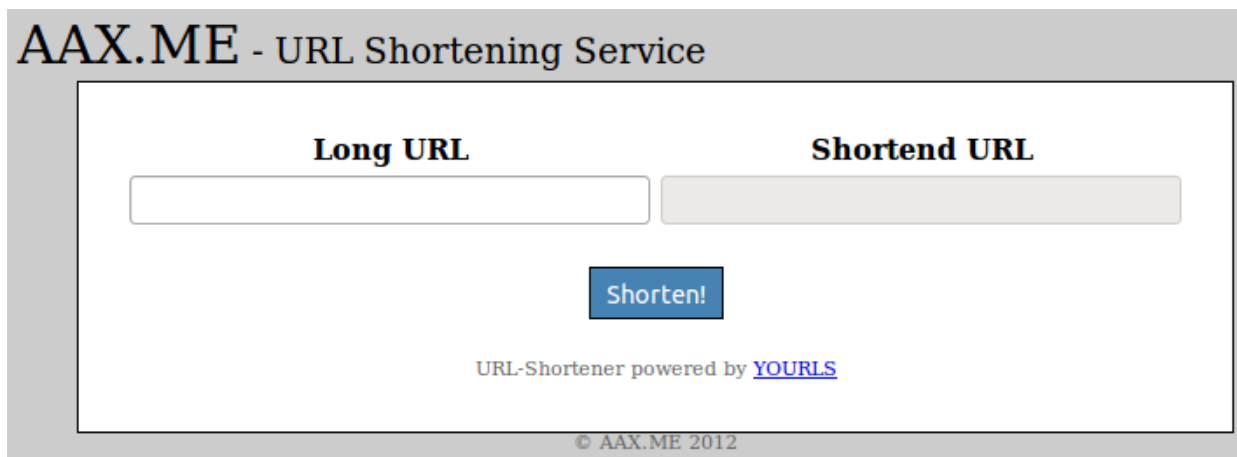 AAX.ME - URL Shortening Service
Long URL
Shortend URL
Shorten!
URL-Shortener powered by YOURLS
© AAX.ME 2012